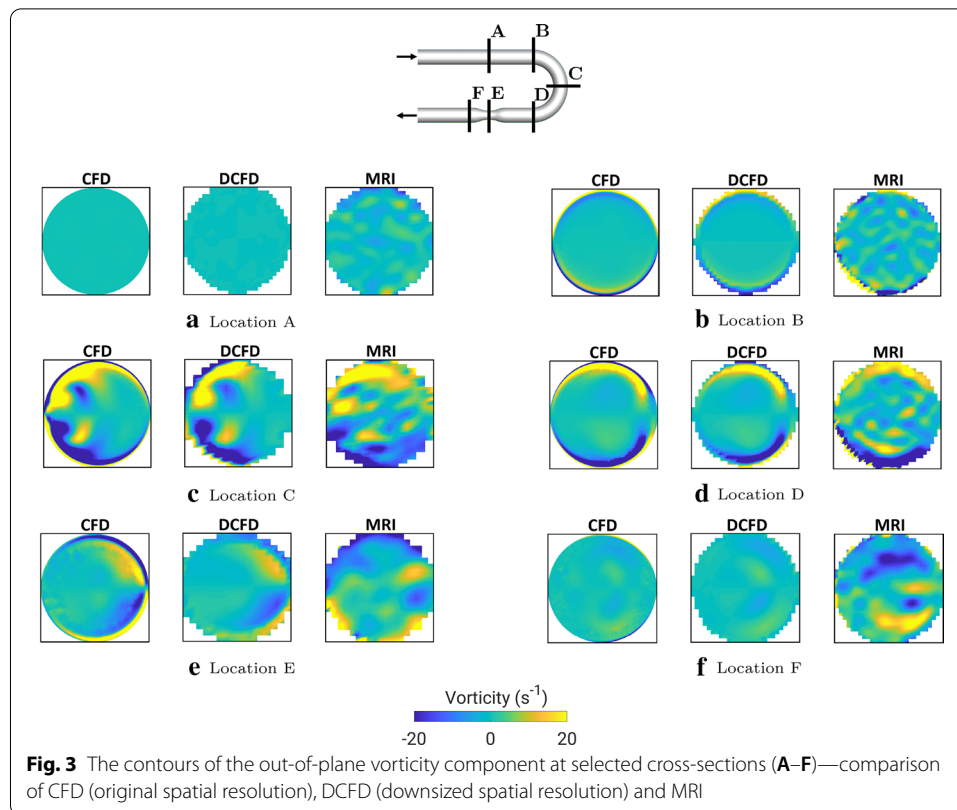 A B
C
F E D
CFD DCFD MRI
a Location A
CFD DCFD MRI
b Location B
CFD DCFD MRI
c Location C
CFD DCFD MRI
d Location D
CFD DCFD MRI
e Location E
CFD DCFD MRI
f Location F
Vorticity (s⁻¹)
-20 0 20
Fig. 3 The contours of the out-of-plane vorticity component at selected cross-sections (A–F)—comparison
of CFD (original spatial resolution), DCFD (downsized spatial resolution) and MRI